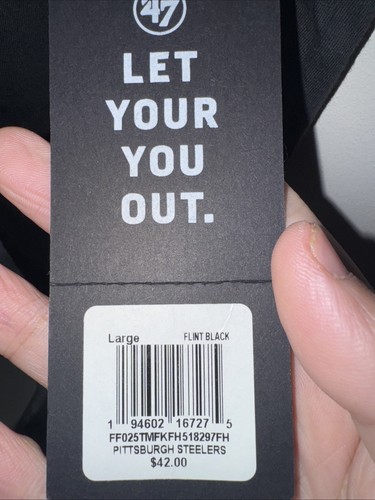 '47
LET
YOUR
YOU
OUT.
Large FLINT BLACK
1 94602 16727 5
FF025TMFKFH518297FH
PITTSBURGH STEELERS
$42.00